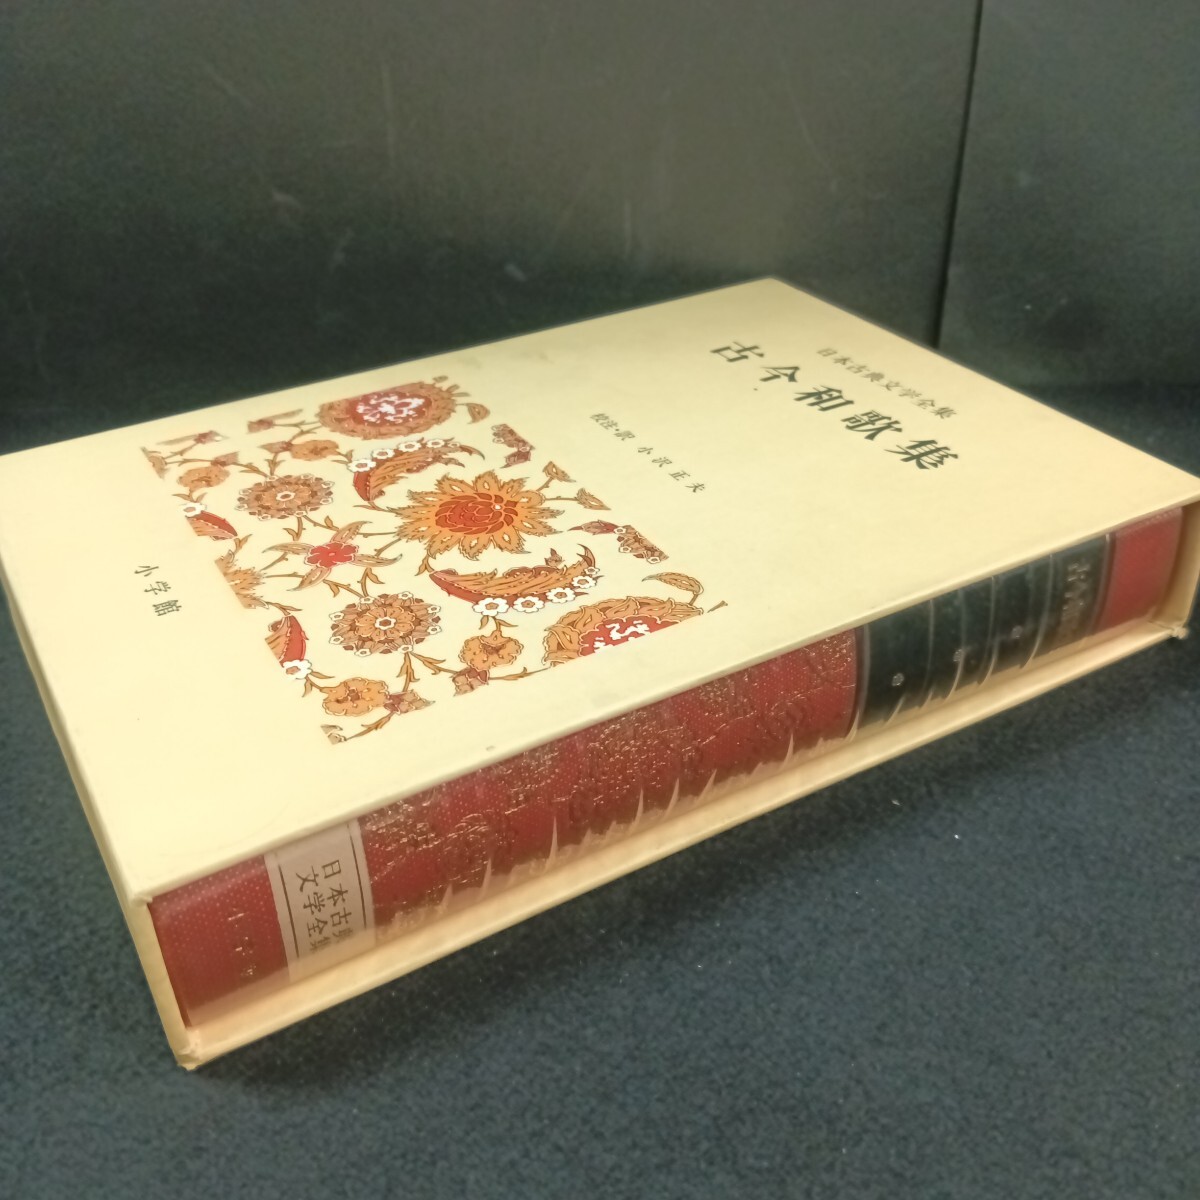 日本古典文学全集
古今和歌集
校注・訳 小沢正夫
小学館
日本古典
文学全集